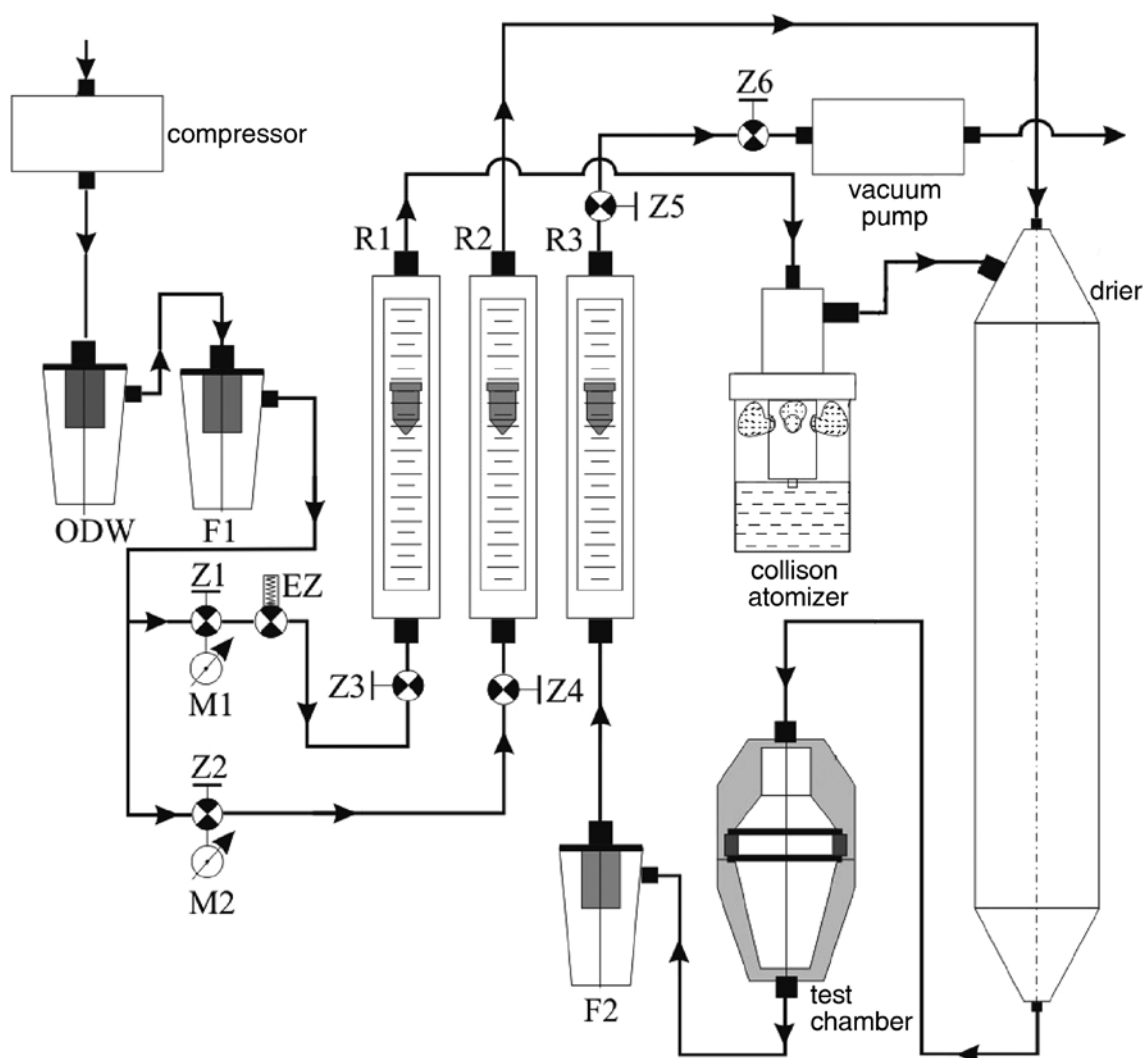 compressor
Z6
vacuum
pump
Z5
R1
R2
R3
drier
ODW
F1
collison
atomizer
Z1
EZ
M1
Z3
Z4
Z2
M2
F2
test
chamber